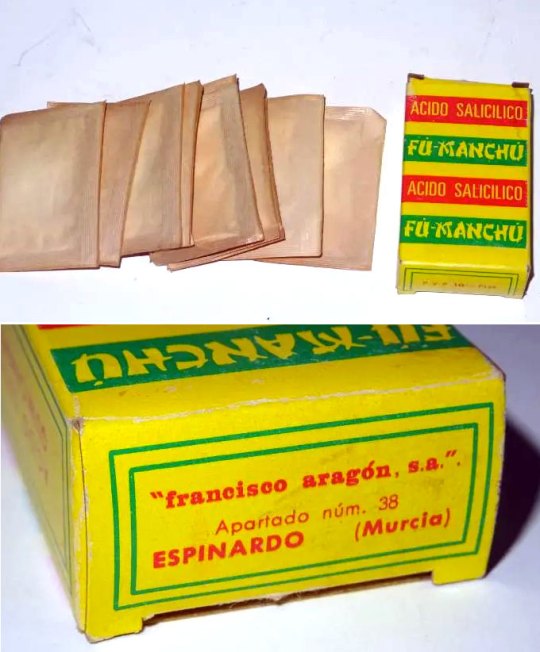 ACIDO SALICILICO
FÚ-MANCHÚ
ACIDO SALICILICO
FÚ-MANCHÚ
FÚ-MANCHÚ
"francisco aragón, s.a.".
Apartado núm. 38
ESPINARDO (Murcia)